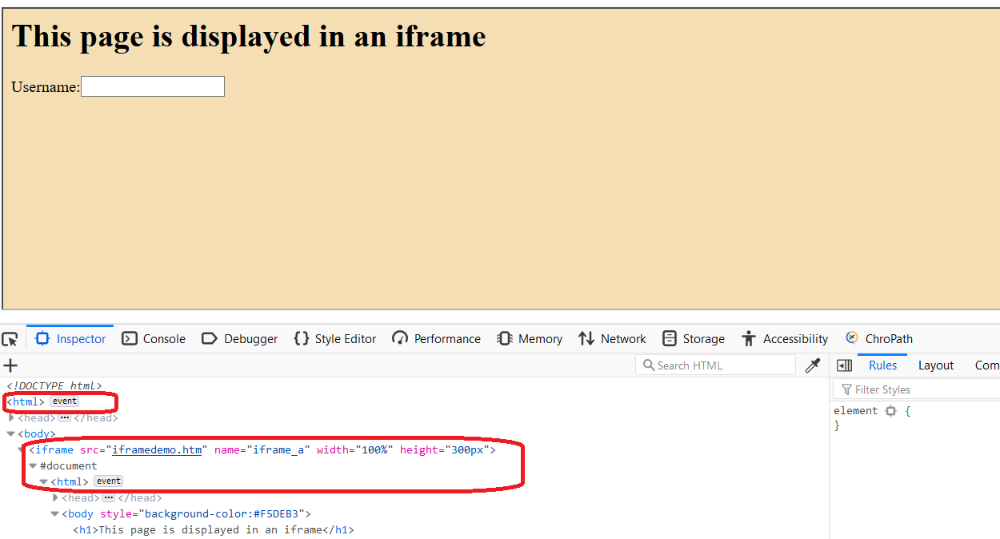 This page is displayed in an iframe
Username:
Inspector Console Debugger {} Style Editor Performance Memory Network Storage Accessibility ChroPath
+ Search HTML Rules Layout Com
<!DOCTYPE html>
Filter Styles
<html> event
<head> ••• </head>
element {
<body>
}
<iframe src="iframedemo.htm" name="iframe_a" width="100%" height="300px">
#document
<html> event
<head> ••• </head>
<body style="background-color:#F5DEB3">
<h1>This page is displayed in an iframe</h1>